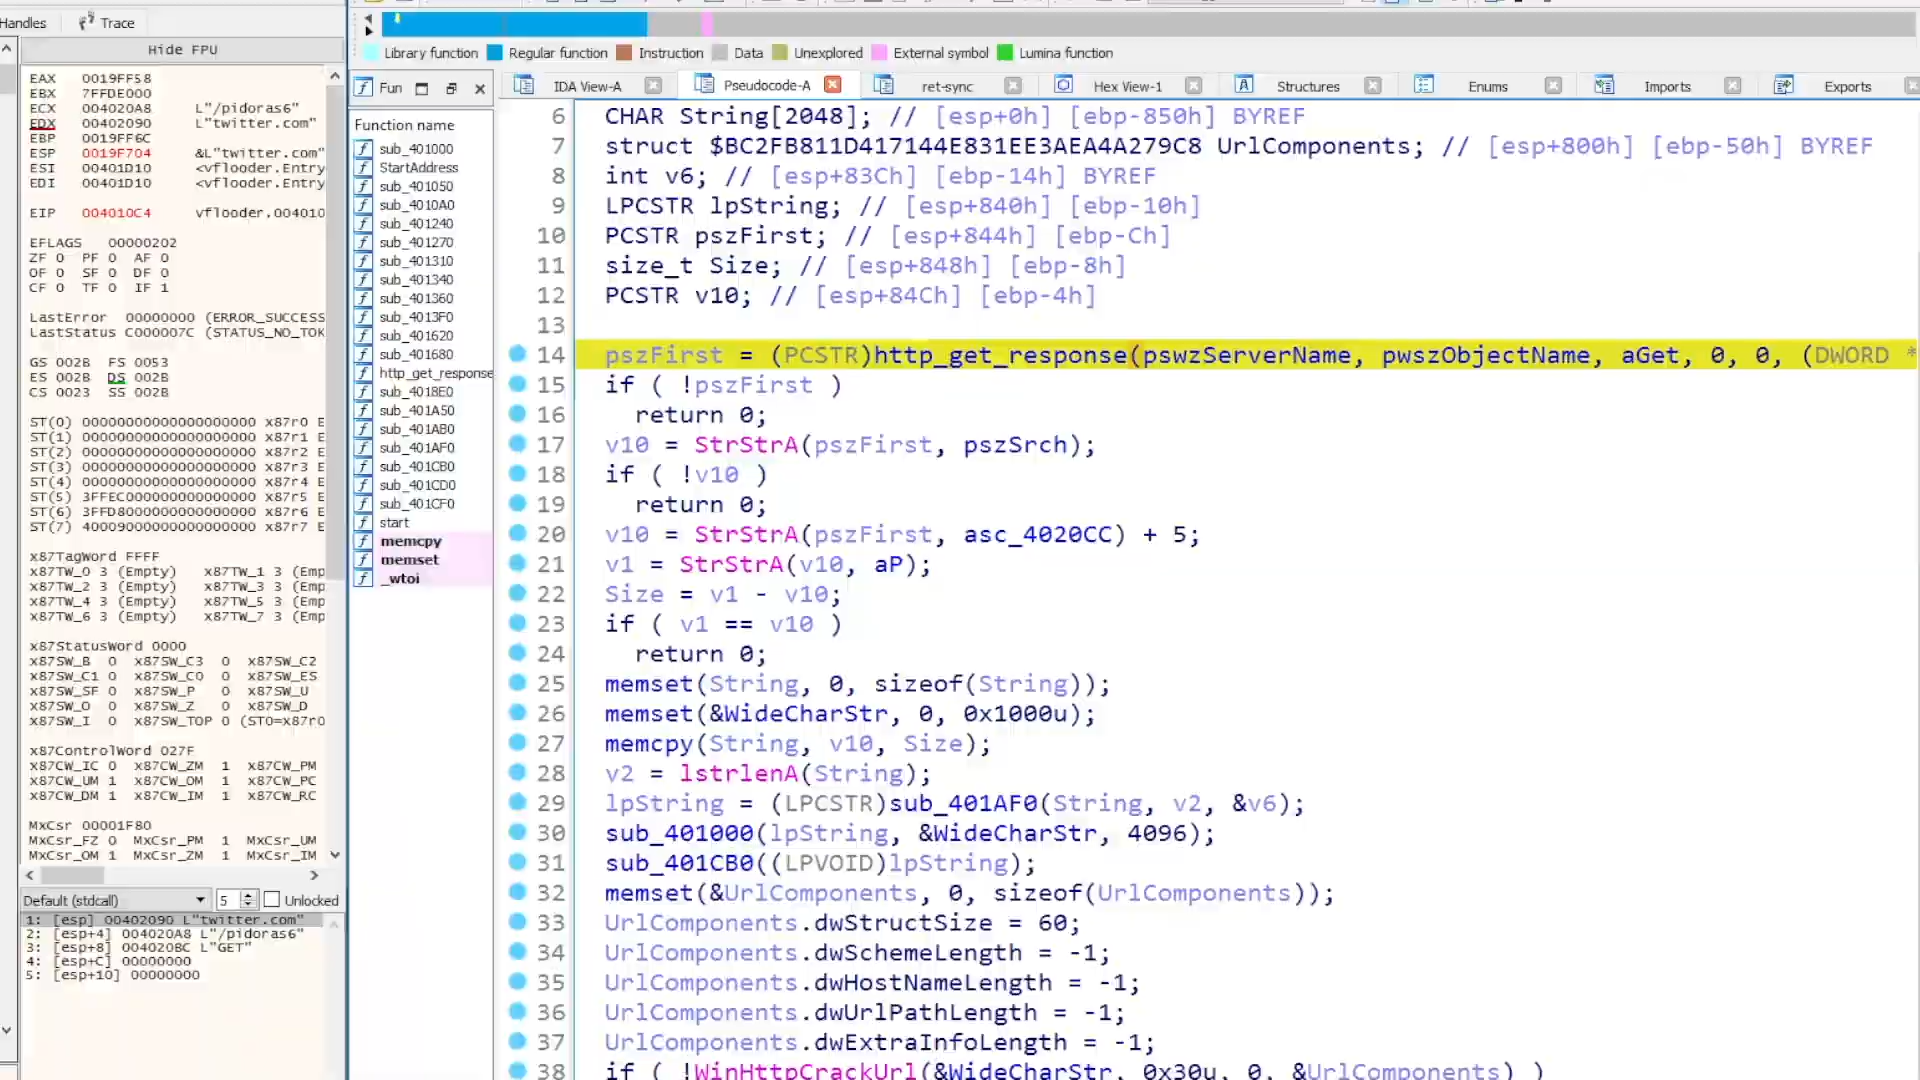 Handles Trace
Hide FPU
EAX 0019FF58
EBX 7FFDE000
ECX 004020A8 L"/pidoras6"
EDX 00402090 L"twitter.com"
EBP 0019FF6C
ESP 0019F704 &L"twitter.com"
ESI 00401D10 <vflooder.Entry
EDI 00401D10 <vflooder.Entry
EIP 004010C4 vflooder.004010
EFLAGS 00000202
ZF 0 PF 0 AF 0
OF 0 SF 0 DF 0
CF 0 TF 0 IF 1
LastError 00000000 (ERROR_SUCCESS
LastStatus C000007C (STATUS_NO_TOK
GS 002B FS 0053
ES 002B DS 002B
CS 0023 SS 002B
ST(0) 00000000000000000000 x87r0 E
ST(1) 00000000000000000000 x87r1 E
ST(2) 00000000000000000000 x87r2 E
ST(3) 00000000000000000000 x87r3 E
ST(4) 00000000000000000000 x87r4 E
ST(5) 3FFEC000000000000000 x87r5 E
ST(6) 3FFD8000000000000000 x87r6 E
ST(7) 40009000000000000000 x87r7 E
x87TagWord FFFF
x87TW_0 3 (Empty) x87TW_1 3 (Emp
x87TW_2 3 (Empty) x87TW_3 3 (Emp
x87TW_4 3 (Empty) x87TW_5 3 (Emp
x87TW_6 3 (Empty) x87TW_7 3 (Emp
x87StatusWord 0000
x87SW_B 0 x87SW_C3 0 x87SW_C2
x87SW_C1 0 x87SW_C0 0 x87SW_ES
x87SW_SF 0 x87SW_P 0 x87SW_U
x87SW_O 0 x87SW_Z 0 x87SW_D
x87SW_I 0 x87SW_TOP 0 (ST0=x87r0
x87ControlWord 027F
x87CW_IC 0 x87CW_ZM 1 x87CW_PM
x87CW_UM 1 x87CW_OM 1 x87CW_PC
x87CW_DM 1 x87CW_IM 1 x87CW_RC
MxCsr 00001F80
MxCsr_FZ 0 MxCsr_PM 1 MxCsr_UM
MxCsr_OM 1 MxCsr_ZM 1 MxCsr_IM
Default (stdcall) 5 Unlocked
1: [esp] 00402090 L"twitter.com"
2: [esp+4] 004020A8 L"/pidoras6"
3: [esp+8] 004020BC L"GET"
4: [esp+C] 00000000
5: [esp+10] 00000000
Library function Regular function Instruction Data Unexplored External symbol Lumina function
Fun IDA View-A Pseudocode-A ret-sync Hex View-1 Structures Enums Imports Exports
Function name
sub_401000
StartAddress
sub_401050
sub_4010A0
sub_401240
sub_401270
sub_401310
sub_401340
sub_401360
sub_4013F0
sub_401620
sub_401680
http_get_response
sub_4018E0
sub_401A50
sub_401AB0
sub_401AF0
sub_401CB0
sub_401CD0
sub_401CF0
start
memcpy
memset
_wtoi
6 CHAR String[2048]; // [esp+0h] [ebp-850h] BYREF
7 struct $BC2FB811D417144E831EE3AEA4A279C8 UrlComponents; // [esp+800h] [ebp-50h] BYREF
8 int v6; // [esp+83Ch] [ebp-14h] BYREF
9 LPCSTR lpString; // [esp+840h] [ebp-10h]
10 PCSTR pszFirst; // [esp+844h] [ebp-Ch]
11 size_t Size; // [esp+848h] [ebp-8h]
12 PCSTR v10; // [esp+84Ch] [ebp-4h]
13
14 pszFirst = (PCSTR)http_get_response(pswzServerName, pwszObjectName, aGet, 0, 0, (DWORD *
15 if ( !pszFirst )
16 return 0;
17 v10 = StrStrA(pszFirst, pszSrch);
18 if ( !v10 )
19 return 0;
20 v10 = StrStrA(pszFirst, asc_4020CC) + 5;
21 v1 = StrStrA(v10, aP);
22 Size = v1 - v10;
23 if ( v1 == v10 )
24 return 0;
25 memset(String, 0, sizeof(String));
26 memset(&WideCharStr, 0, 0x1000u);
27 memcpy(String, v10, Size);
28 v2 = lstrlenA(String);
29 lpString = (LPCSTR)sub_401AF0(String, v2, &v6);
30 sub_401000(lpString, &WideCharStr, 4096);
31 sub_401CB0((LPVOID)lpString);
32 memset(&UrlComponents, 0, sizeof(UrlComponents));
33 UrlComponents.dwStructSize = 60;
34 UrlComponents.dwSchemeLength = -1;
35 UrlComponents.dwHostNameLength = -1;
36 UrlComponents.dwUrlPathLength = -1;
37 UrlComponents.dwExtraInfoLength = -1;
38 if ( !WinHttpCrackUrl(&WideCharStr, 0x30u, 0, &UrlComponents) )